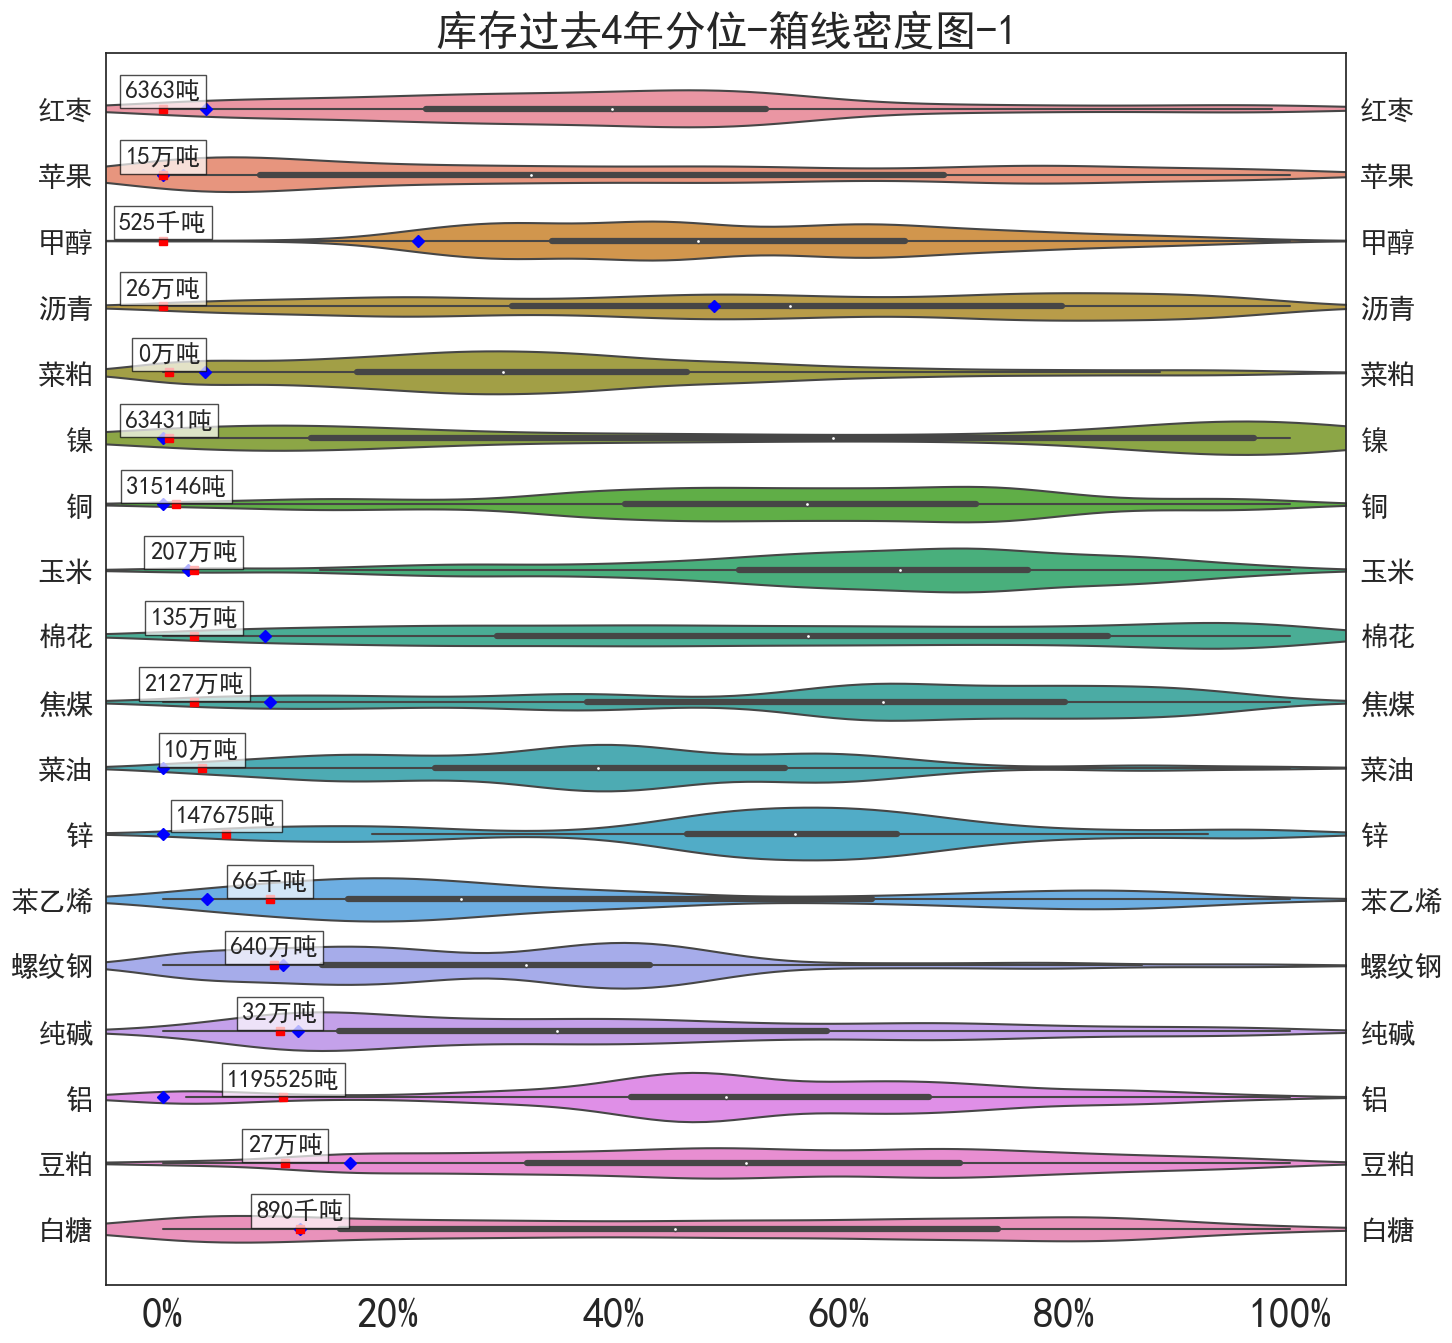 库存过去4年分位-箱线密度图-1
红枣 6363吨 红枣
苹果 15万吨 苹果
甲醇 525千吨 甲醇
沥青 26万吨 沥青
菜粕 0万吨 菜粕
镍 63431吨 镍
铜 315146吨 铜
玉米 207万吨 玉米
棉花 135万吨 棉花
焦煤 2127万吨 焦煤
菜油 10万吨 菜油
锌 147675吨 锌
苯乙烯 66千吨 苯乙烯
螺纹钢 640万吨 螺纹钢
纯碱 32万吨 纯碱
铝 1195525吨 铝
豆粕 27万吨 豆粕
白糖 890千吨 白糖
0% 20% 40% 60% 80% 100%